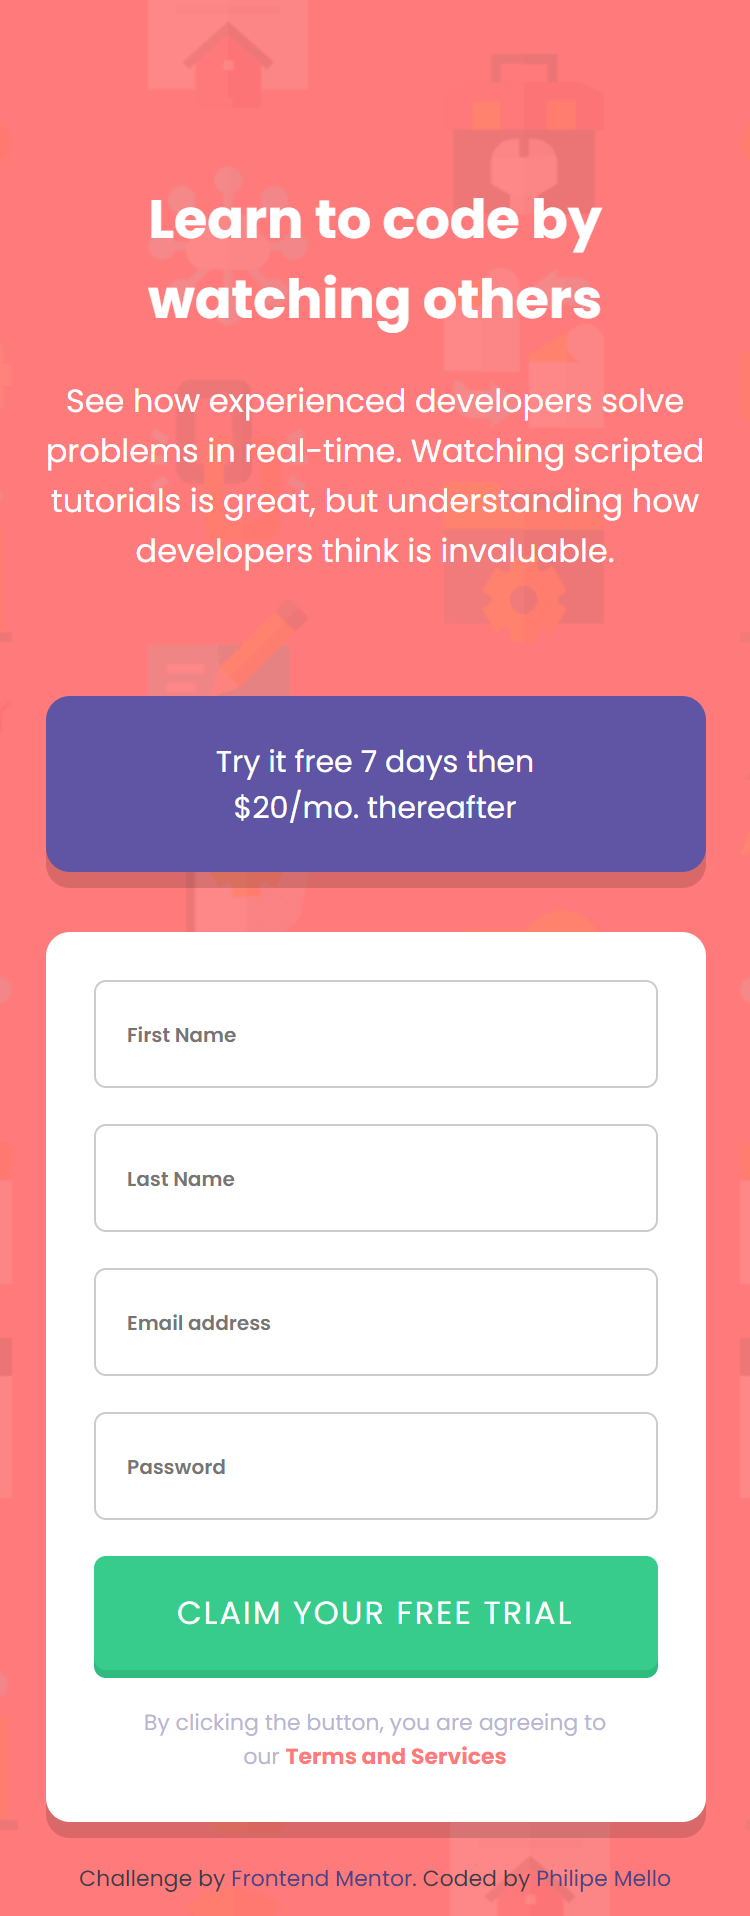 Learn to code by
watching others
See how experienced developers solve
problems in real-time. Watching scripted
tutorials is great, but understanding how
developers think is invaluable.
Try it free 7 days then
$20/mo. thereafter
First Name
Last Name
Email address
Password
CLAIM YOUR FREE TRIAL
By clicking the button, you are agreeing to
our Terms and Services
Challenge by Frontend Mentor. Coded by Philipe Mello